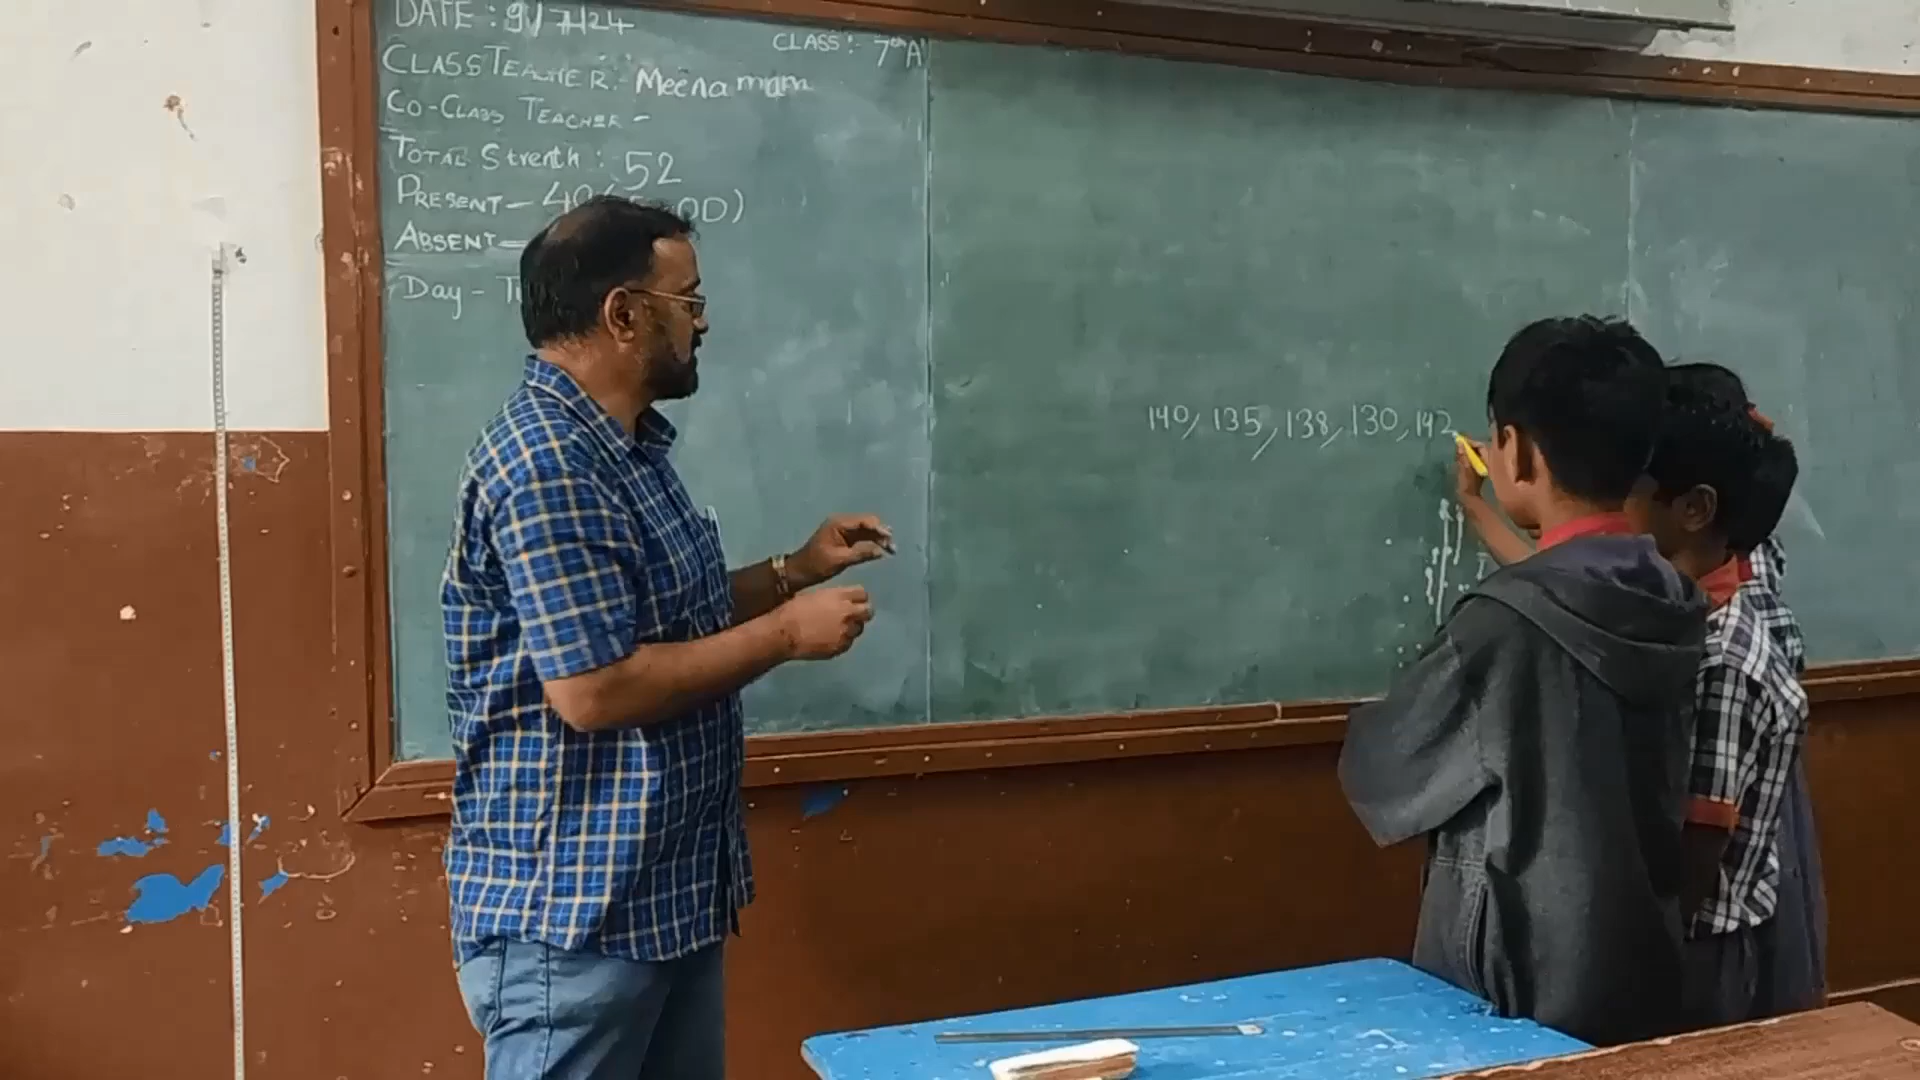 DATE : 9/7/24
CLASS :- 7th A
CLASS TEACHER :- Meena mam
CO-CLASS TEACHER -
TOTAL Strenth : 52
PRESENT - OD)
ABSENT
Day -
140, 135, 138, 130, 142